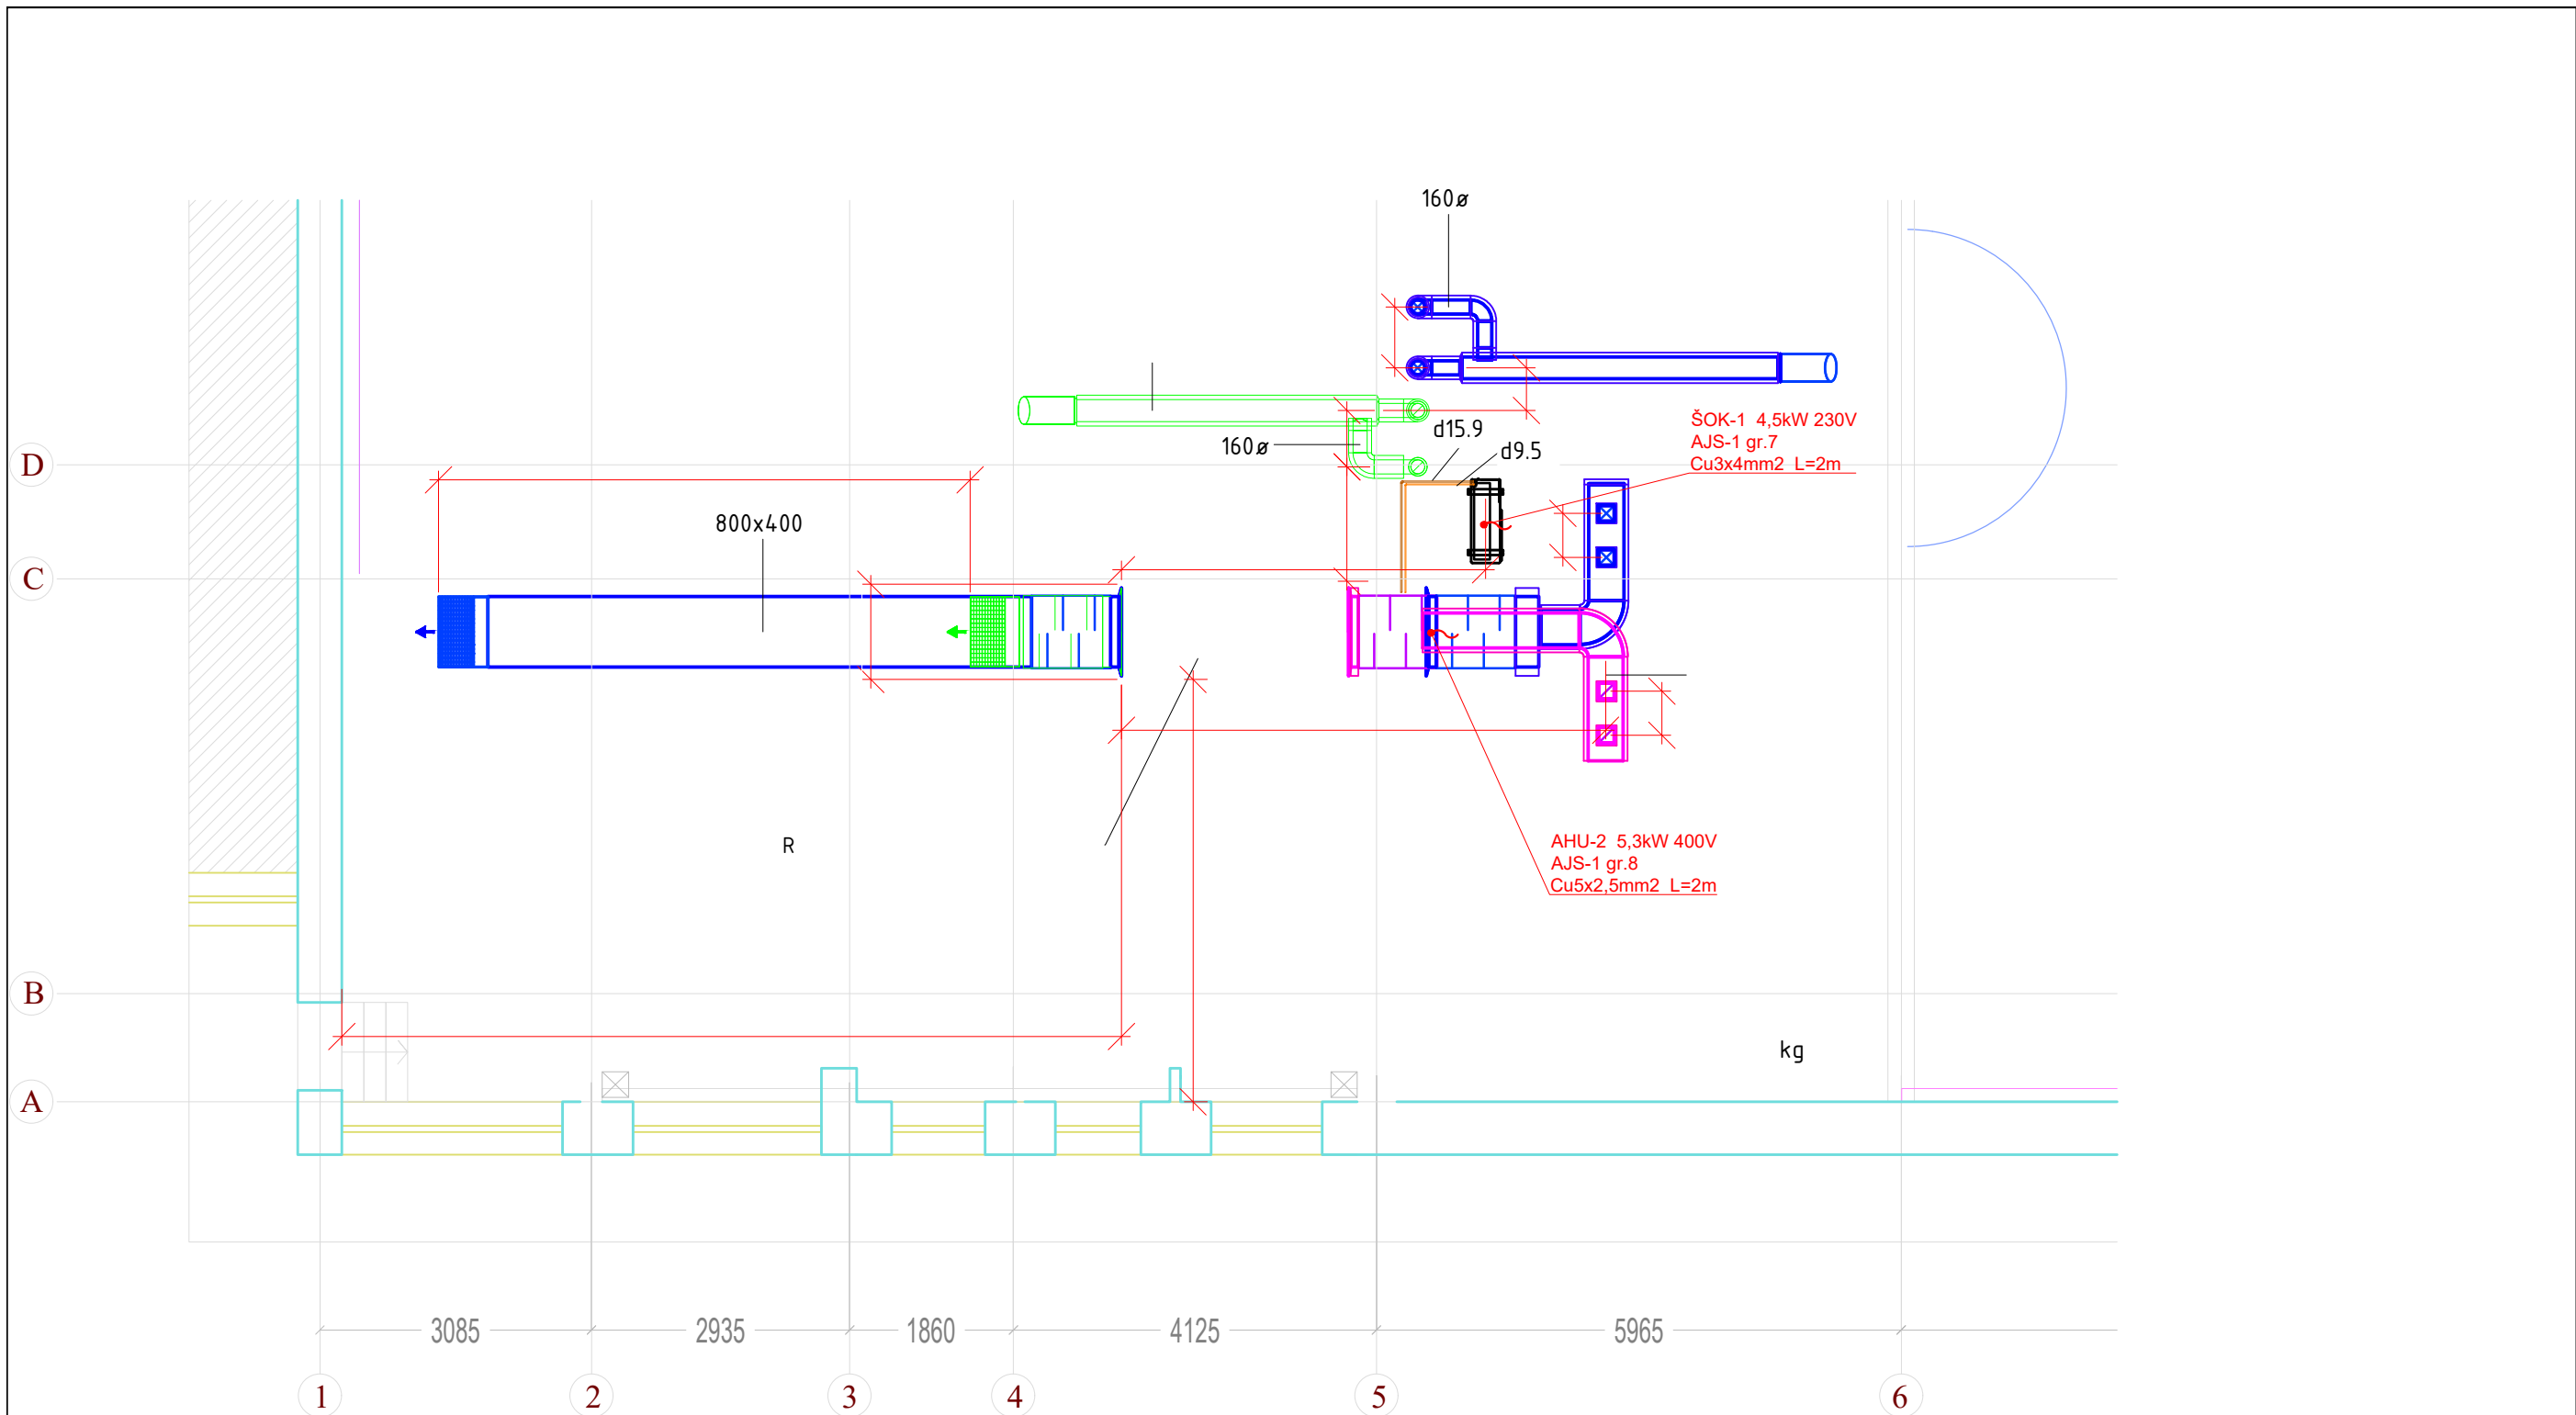 160ø
ŠOK-1 4,5kW 230V
AJS-1 gr.7
Cu3x4mm2 L=2m
d15.9
160ø
d9.5
D
800x400
C
AHU-2 5,3kW 400V
AJS-1 gr.8
Cu5x2,5mm2 L=2m
R
B
kg
A
3085
2935
1860
4125
5965
1
2
3
4
5
6